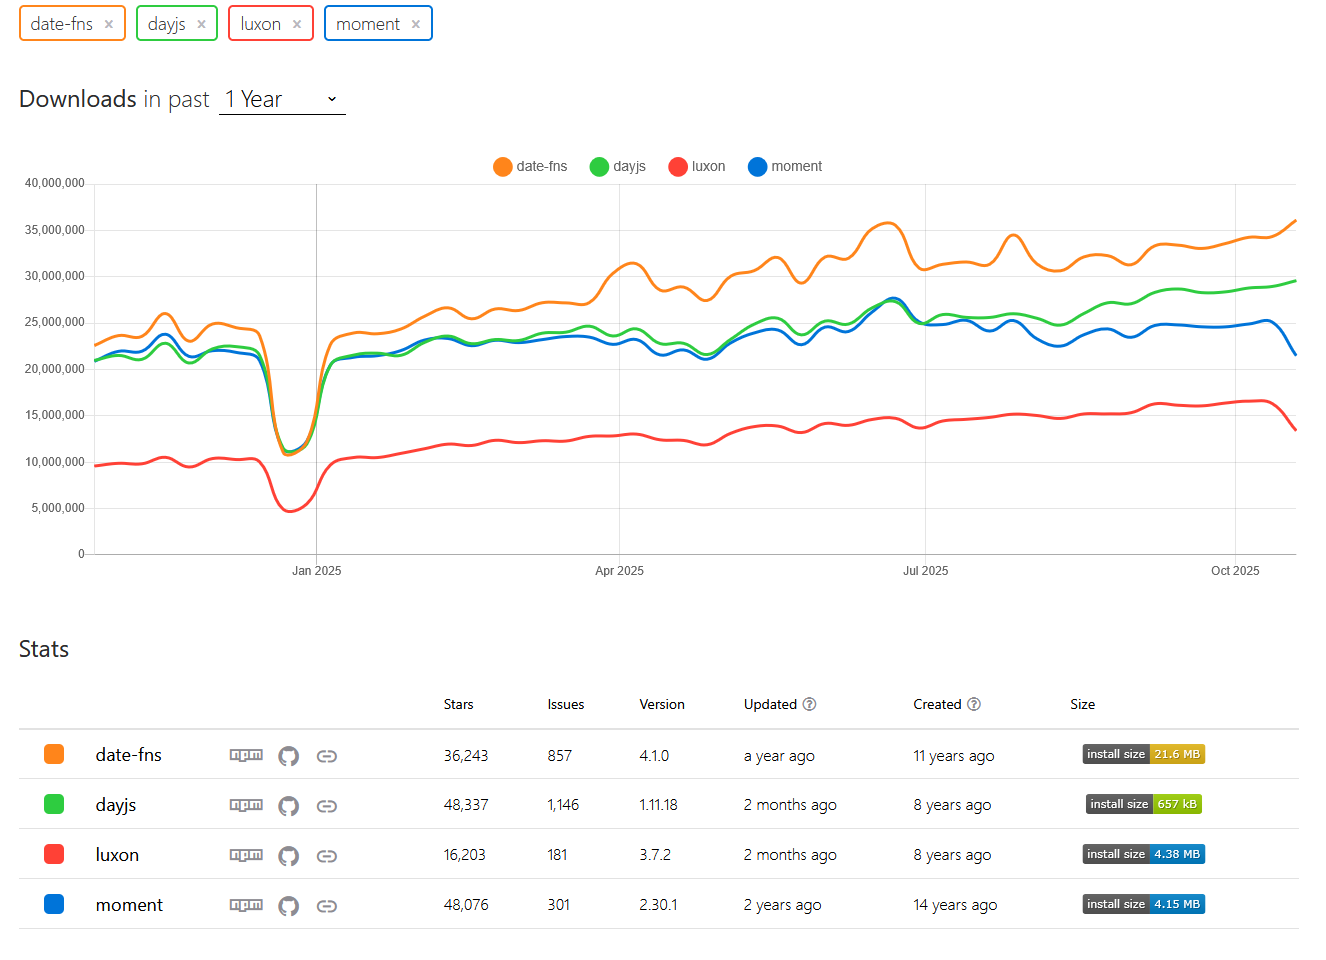 date-fns × dayjs × luxon × moment ×
Downloads in past 1 Year
date-fns dayjs luxon moment
40,000,000
35,000,000
30,000,000
25,000,000
20,000,000
15,000,000
10,000,000
5,000,000
0
Jan 2025 Apr 2025 Jul 2025 Oct 2025
Stats
Stars Issues Version Updated ? Created ? Size
date-fns npm 36,243 857 4.1.0 a year ago 11 years ago install size 21.6 MB
dayjs npm 48,337 1,146 1.11.18 2 months ago 8 years ago install size 657 kB
luxon npm 16,203 181 3.7.2 2 months ago 8 years ago install size 4.38 MB
moment npm 48,076 301 2.30.1 2 years ago 14 years ago install size 4.15 MB